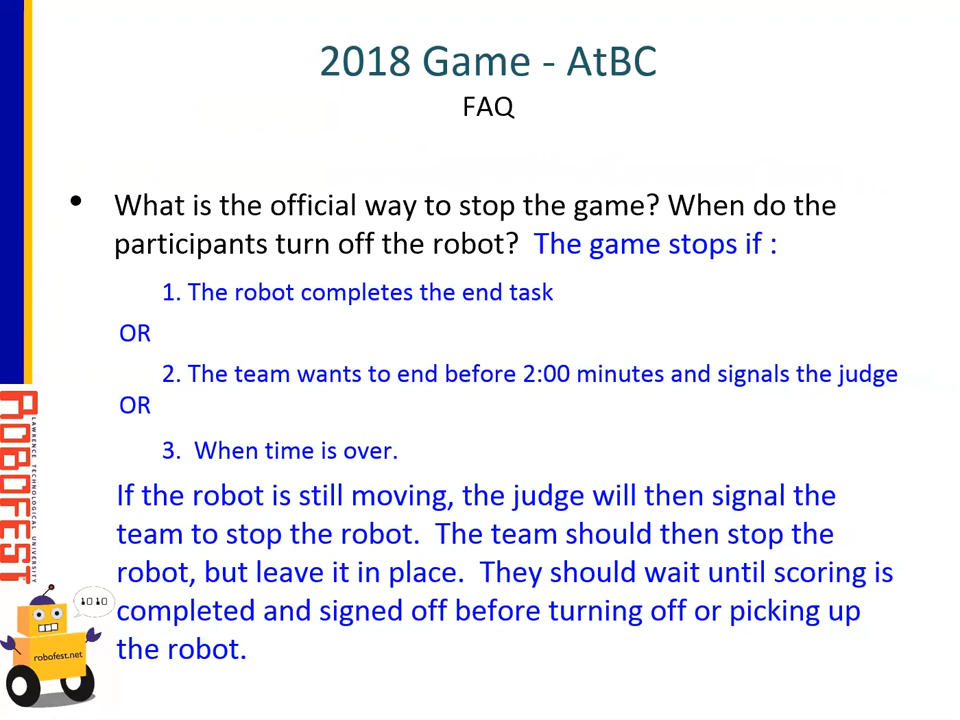 2018 Game - AtBC
FAQ
• What is the official way to stop the game? When do the
participants turn off the robot? The game stops if :
1. The robot completes the end task
OR
2. The team wants to end before 2:00 minutes and signals the judge
OR
3. When time is over.
If the robot is still moving, the judge will then signal the
team to stop the robot. The team should then stop the
robot, but leave it in place. They should wait until scoring is
completed and signed off before turning off or picking up
the robot.
ROBOFEST
LAWRENCE TECHNOLOGICAL UNIVERSITY
1010
robofest.net